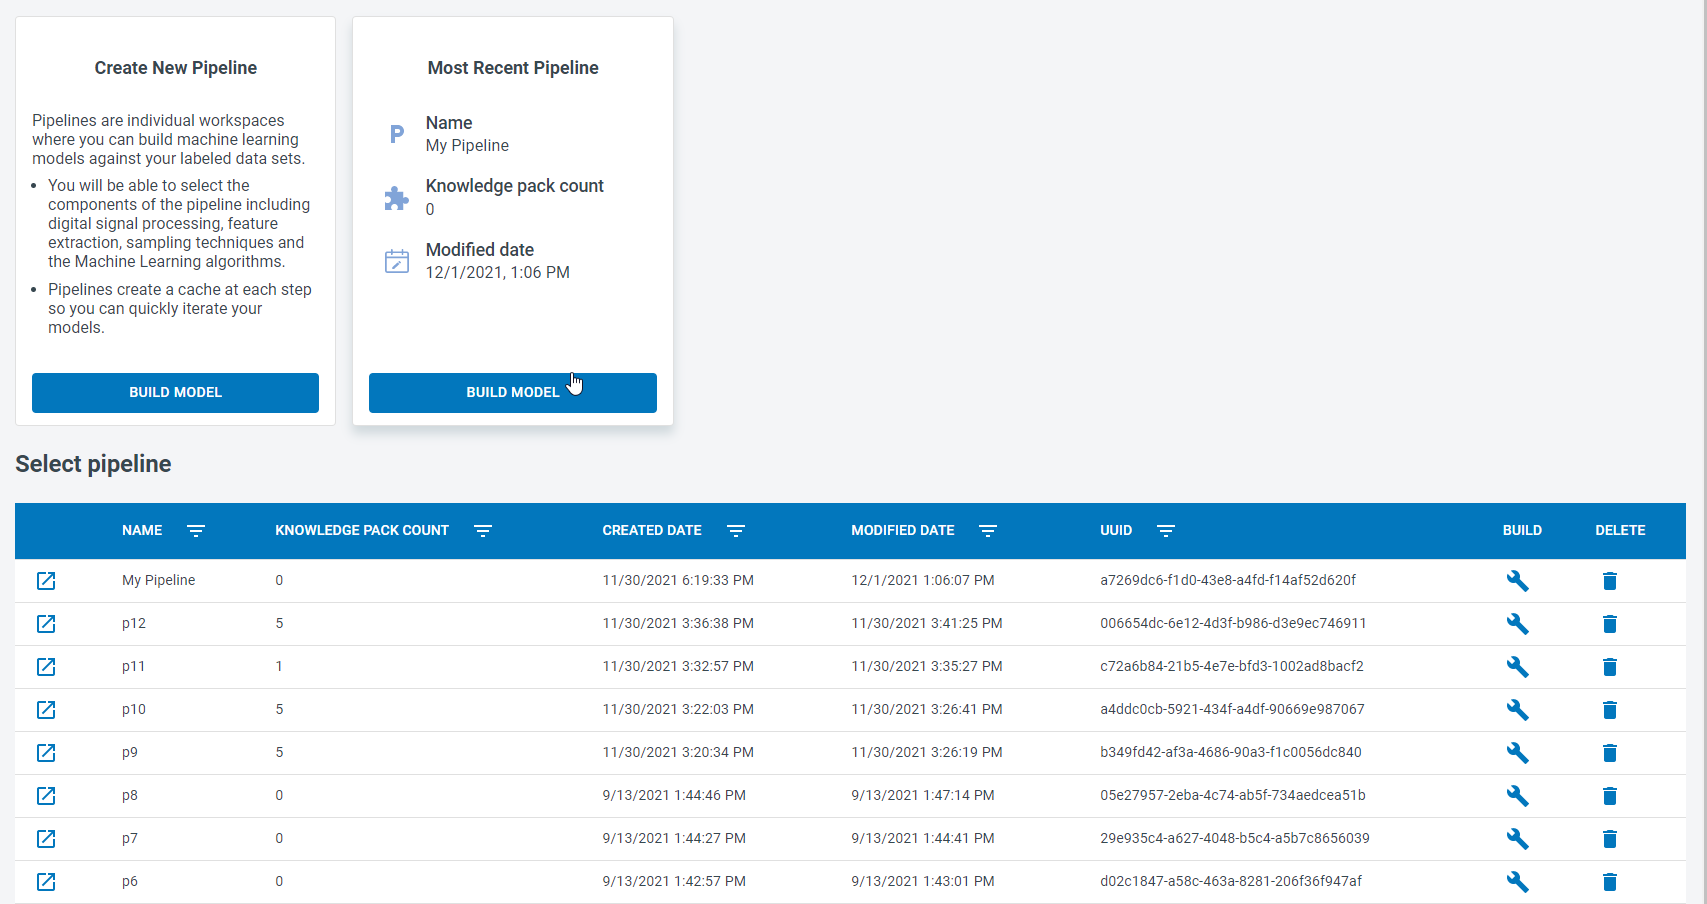 Create New Pipeline
Pipelines are individual workspaces
where you can build machine learning
models against your labeled data sets.
• You will be able to select the
components of the pipeline including
digital signal processing, feature
extraction, sampling techniques and
the Machine Learning algorithms.
• Pipelines create a cache at each step
so you can quickly iterate your
models.
BUILD MODEL
Most Recent Pipeline
P
Name
My Pipeline
Knowledge pack count
0
Modified date
12/1/2021, 1:06 PM
BUILD MODEL
Select pipeline
NAME KNOWLEDGE PACK COUNT CREATED DATE MODIFIED DATE UUID BUILD DELETE
My Pipeline 0 11/30/2021 6:19:33 PM 12/1/2021 1:06:07 PM a7269dc6-f1d0-43e8-a4fd-f14af52d620f
p12 5 11/30/2021 3:36:38 PM 11/30/2021 3:41:25 PM 006654dc-6e12-4d3f-b986-d3e9ec746911
p11 1 11/30/2021 3:32:57 PM 11/30/2021 3:35:27 PM c72a6b84-21b5-4e7e-bfd3-1002ad8bacf2
p10 5 11/30/2021 3:22:03 PM 11/30/2021 3:26:41 PM a4ddc0cb-5921-434f-a4df-90669e987067
p9 5 11/30/2021 3:20:34 PM 11/30/2021 3:26:19 PM b349fd42-af3a-4686-90a3-f1c0056dc840
p8 0 9/13/2021 1:44:46 PM 9/13/2021 1:47:14 PM 05e27957-2eba-4c74-ab5f-734aedcea51b
p7 0 9/13/2021 1:44:27 PM 9/13/2021 1:44:41 PM 29e935c4-a627-4048-b5c4-a5b7c8656039
p6 0 9/13/2021 1:42:57 PM 9/13/2021 1:43:01 PM d02c1847-a58c-463a-8281-206f36f947af